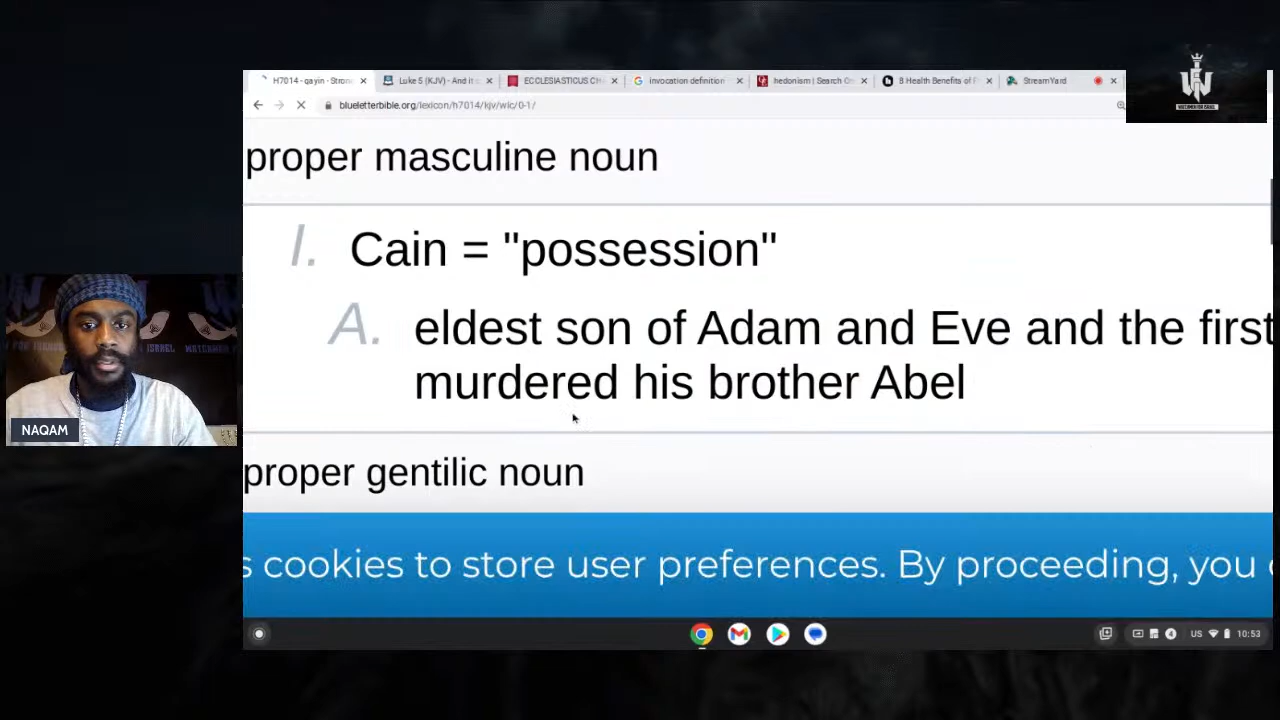 H7014 - qayin - Stron
Luke 5 (KJV) - And it
ECCLESIASTICUS CH
invocation definition
hedonism | Search O
8 Health Benefits of
StreamYard
blueletterbible.org/lexicon/h7014/kjv/wlc/0-1/
WATCHMEN FOR ISRAEL
proper masculine noun
I. Cain = "possession"
A. eldest son of Adam and Eve and the first
murdered his brother Abel
NAQAM
proper gentilic noun
s cookies to store user preferences. By proceeding, you
US 10:53